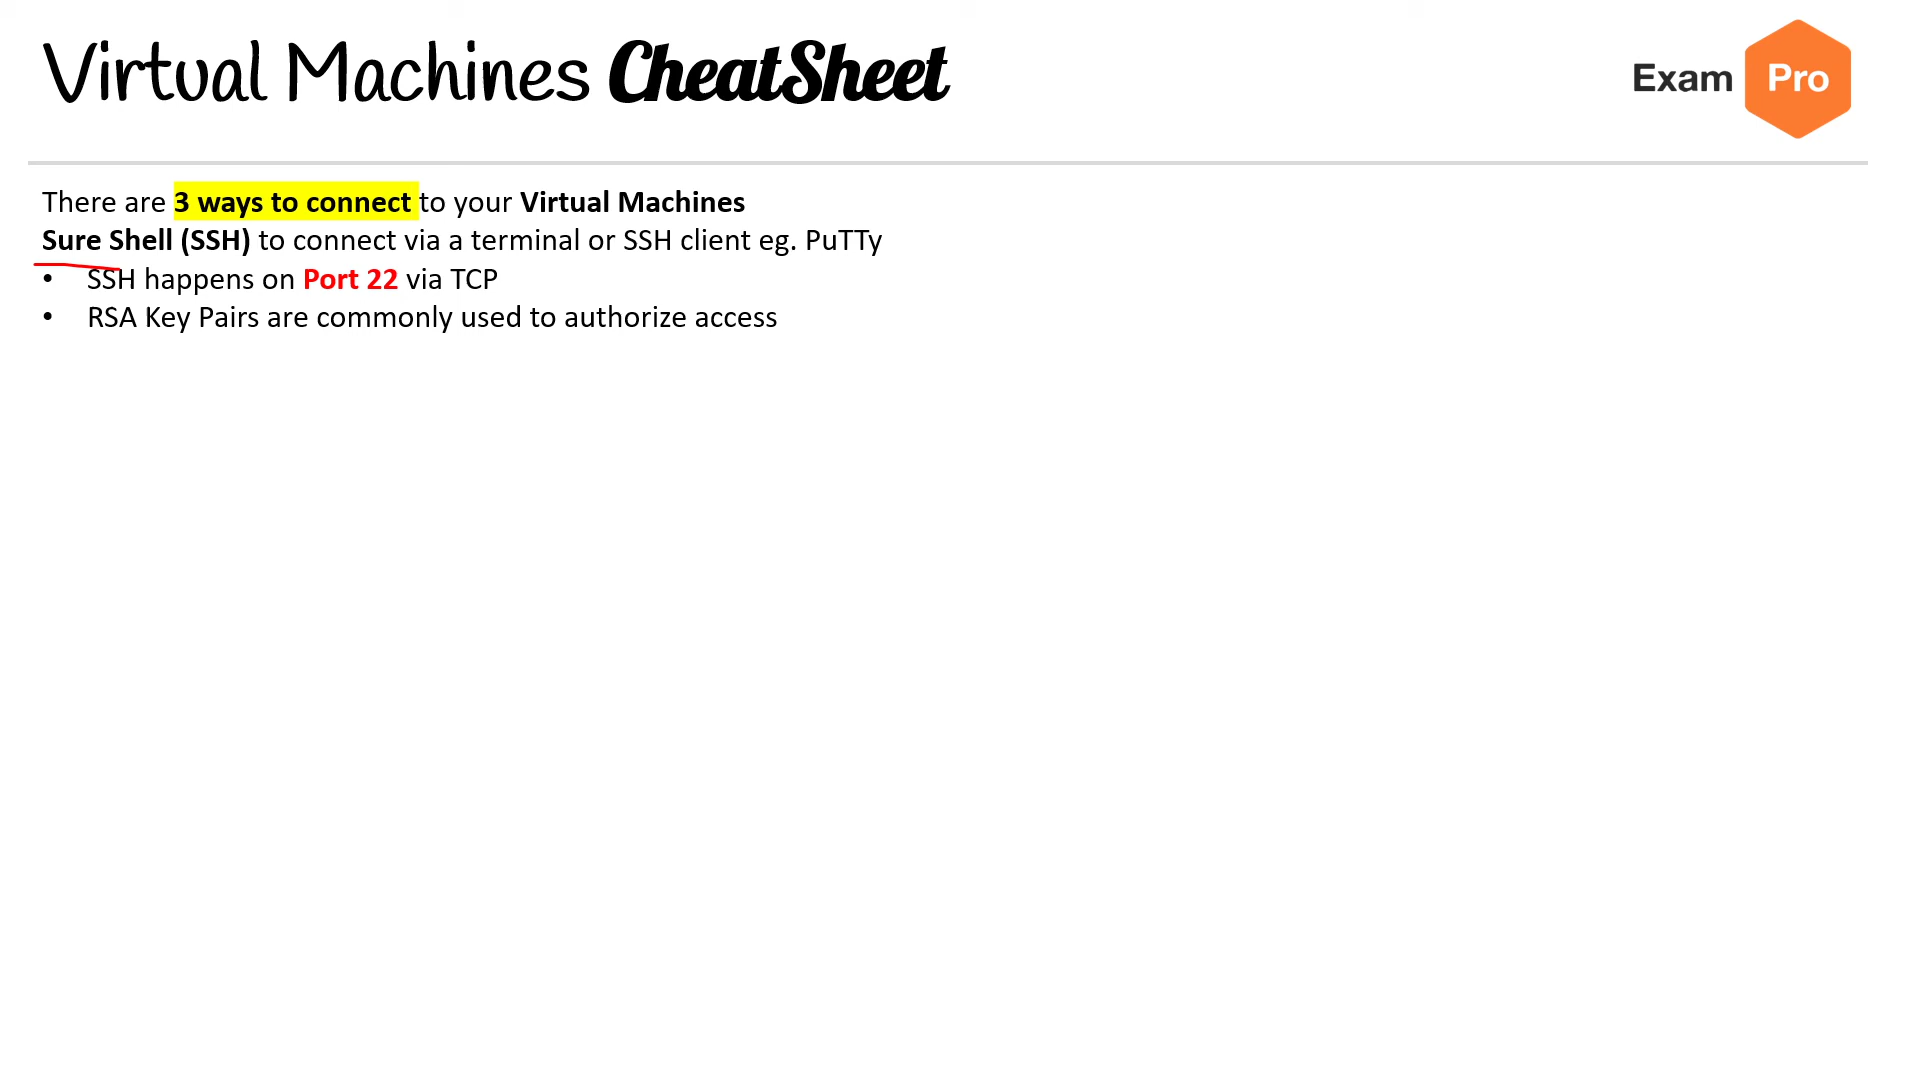 Virtual Machines CheatSheet
Exam Pro
There are 3 ways to connect to your Virtual Machines
Sure Shell (SSH) to connect via a terminal or SSH client eg. PuTTy
• SSH happens on Port 22 via TCP
• RSA Key Pairs are commonly used to authorize access